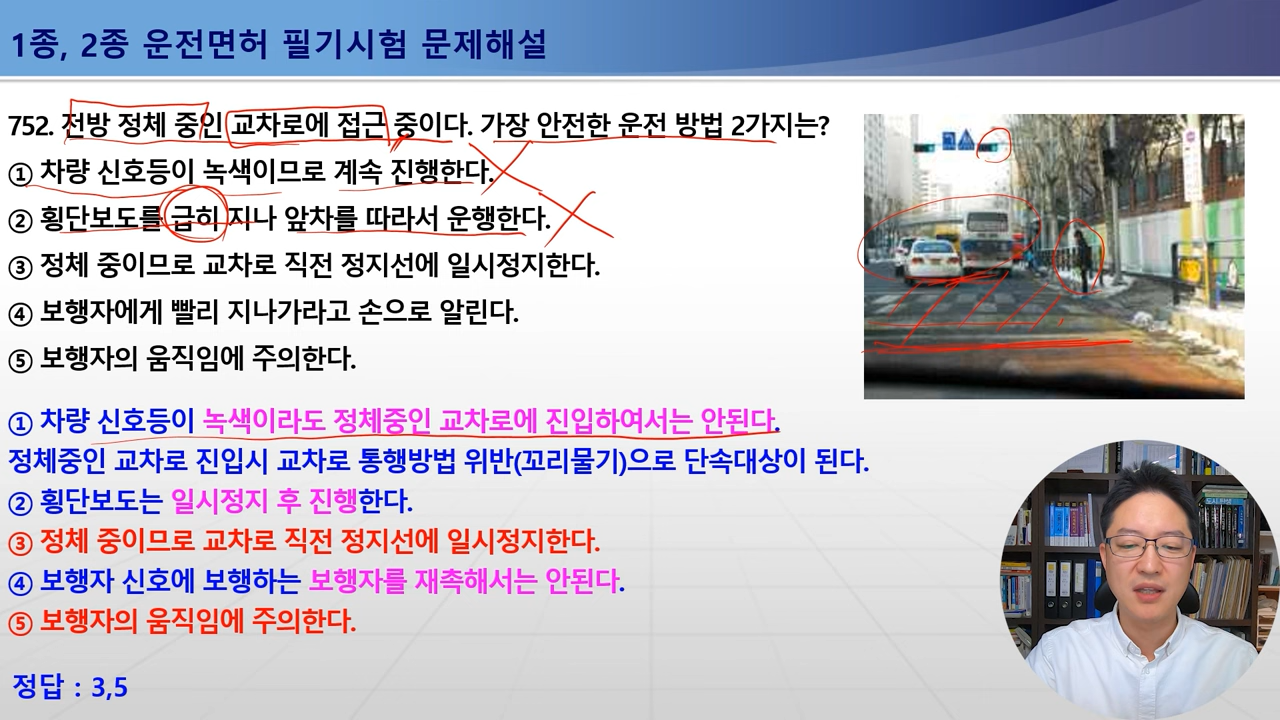 1종, 2종 운전면허 필기시험 문제해설
752. 전방 정체 중인 교차로에 접근 중이다. 가장 안전한 운전 방법 2가지는?
① 차량 신호등이 녹색이므로 계속 진행한다.
② 횡단보도를 급히 지나 앞차를 따라서 운행한다.
③ 정체 중이므로 교차로 직전 정지선에 일시정지한다.
④ 보행자에게 빨리 지나가라고 손으로 알린다.
⑤ 보행자의 움직임에 주의한다.
① 차량 신호등이 녹색이라도 정체중인 교차로에 진입하여서는 안된다.
정체중인 교차로 진입시 교차로 통행방법 위반(꼬리물기)으로 단속대상이 된다.
② 횡단보도는 일시정지 후 진행한다.
③ 정체 중이므로 교차로 직전 정지선에 일시정지한다.
④ 보행자 신호에 보행하는 보행자를 재촉해서는 안된다.
⑤ 보행자의 움직임에 주의한다.
정답 : 3,5